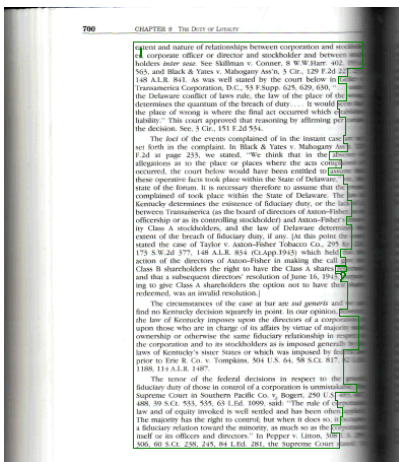 700 CHAPTER 8 THE DUTY OF LOYALTY
extent and nature of relationships between corporation and
or corporate officer or director and stockholder and between
holders inter sese. See Skillman v. Conner, 8 W.W.Harr. 402,
563, and Black & Yates v. Mahogany Ass'n, 3 Cir., 129 F.2d
148 A.L.R. 841. As was well stated by the court below in
Transamerica Corporation, D.C., 53 F.Supp. 625, 629, 630, "
the Delaware conflict of laws rule, the law of the place of the
determines the quantum of the breach of duty.... It would
the place of wrong is where the final act occurred which
liability." This court approved that reasoning by affirming per
the decision. See, 3 Cir., 151 F.2d 534.
The loci of the events complained of in the instant case
set forth in the complaint. In Black & Yates v. Mahogany
F.2d at page 233, we stated, "We think that in the
allegations as to the place or places where the acts
occurred, the court below would have been entitled to
these operative facts took place within the State of Delaware,
state of the forum. It is necessary therefore to assume that the
complained of took place within the State of Delaware. The
Kentucky determines the existence of fiduciary duty, or the
between Transamerica (as the board of directors of Axton-Fisher
officership or as its controlling stockholder) and Axton-Fisher
ity Class A stockholders, and the law of Delaware
extent of the breach of fiduciary duty, if any. [At this point the
stated the case of Taylor v. Axton-Fisher Tobacco Co., 295
173 S.W.2d 377, 148 A.L.R. 834 (Ct.App.1943) which held
action of the directors of Axton-Fisher in making the call
Class B shareholders the right to have the Class A shares
and that a subsequent directors' resolution of June 16, 1943,
ing to give Class A shareholders the option not to have
redeemed, was an invalid resolution.]
The circumstances of the case at bar are sui generis and
find no Kentucky decision squarely in point. In our opinion,
the law of Kentucky imposes upon the directors of a
upon those who are in charge of its affairs by virtue of
ownership or otherwise the same fiduciary relationship in
the corporation and to its stockholders as is imposed generally
laws of Kentucky's sister States or which was imposed by
prior to Erie R. Co. v. Tompkins, 304 U.S. 64, 58 S.Ct. 817,
1188, 114 A.L.R. 1487.
The tenor of the federal decisions in respect to the
fiduciary duty of those in control of a corporation is
Supreme Court in Southern Pacific Co. v. Bogert, 250 U.S.
488, 39 S.Ct. 533, 535, 63 L.Ed. 1099, said: "The rule of
law and of equity invoked is well settled and has been often
The majority has the right to control; but when it does so, it
a fiduciary relation toward the minority, as much so as the
itself or its officers and directors." In Pepper v. Litton,
306, 60 S.Ct. 238, 245, 84 L.Ed. 281, the Supreme Court